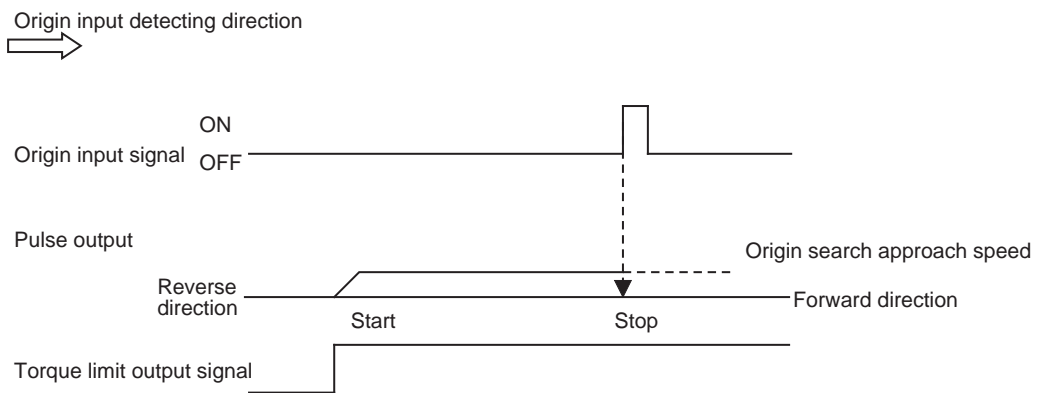 Origin input detecting direction
ON
Origin input signal
OFF
Pulse output
Origin search approach speed
Reverse
direction
Forward direction
Start
Stop
Torque limit output signal